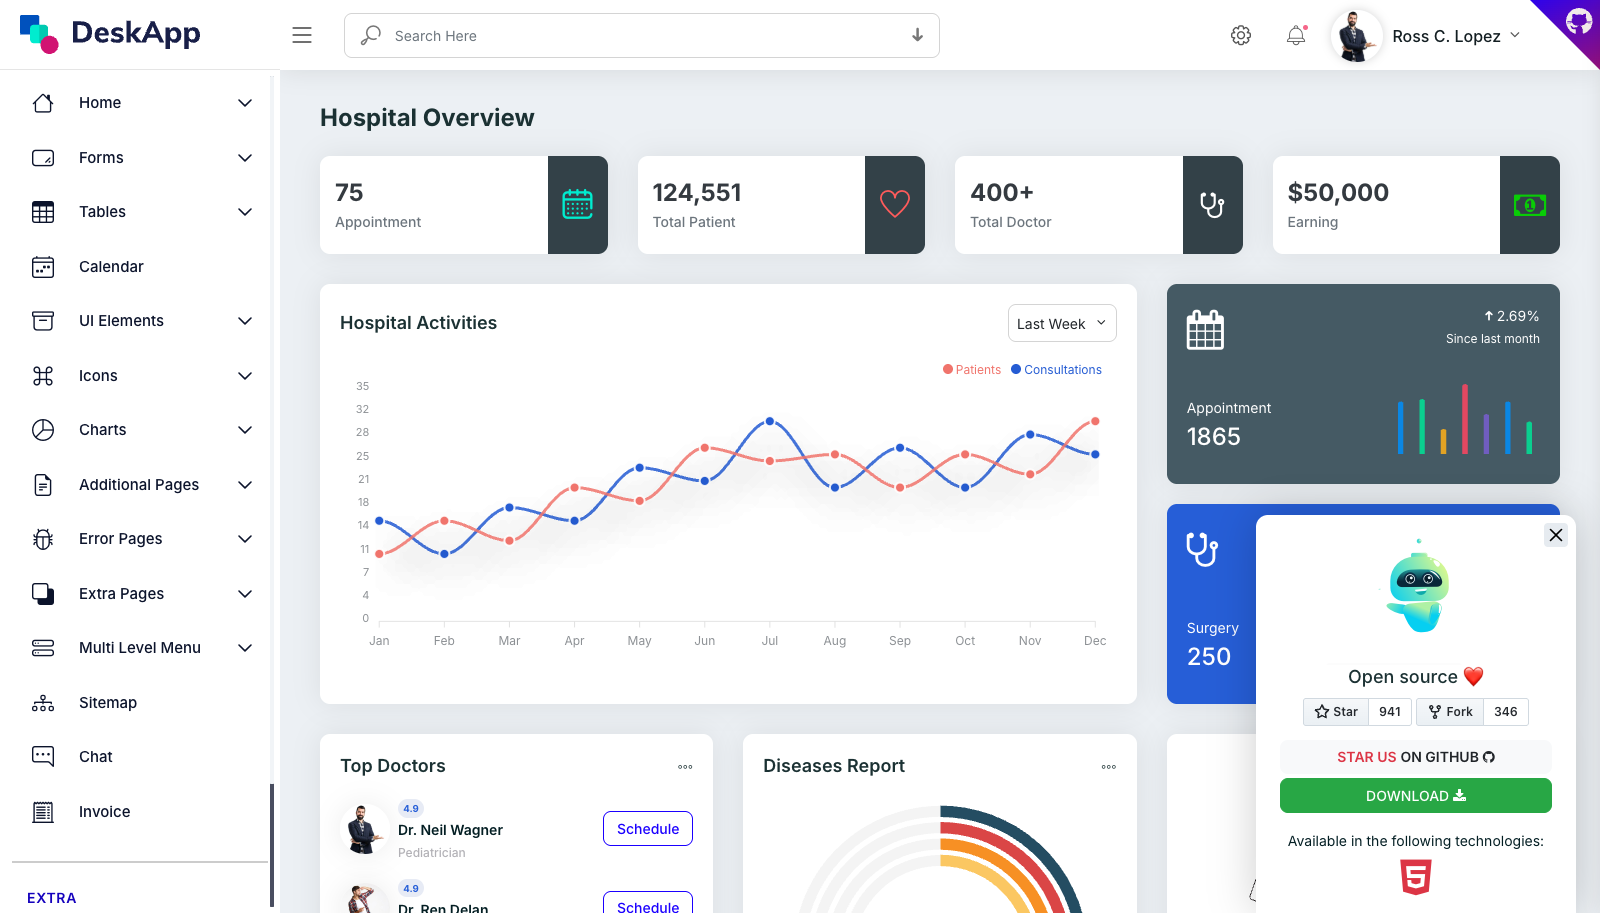 DeskApp
Search Here
Ross C. Lopez
Home
Forms
Tables
Calendar
UI Elements
Icons
Charts
Additional Pages
Error Pages
Extra Pages
Multi Level Menu
Sitemap
Chat
Invoice
EXTRA
Hospital Overview
75
Appointment
124,551
Total Patient
400+
Total Doctor
$50,000
Earning
Hospital Activities
Last Week
Patients
Consultations
35
32
28
25
21
18
14
11
7
4
0
Jan Feb Mar Apr May Jun Jul Aug Sep Oct Nov Dec
2.69%
Since last month
Appointment
1865
Surgery
250
Top Doctors
4.9
Dr. Neil Wagner
Pediatrician
Schedule
4.9
Dr. Ren Delan
Schedule
Diseases Report
Open source
Star 941
Fork 346
STAR US ON GITHUB
DOWNLOAD
Available in the following technologies: